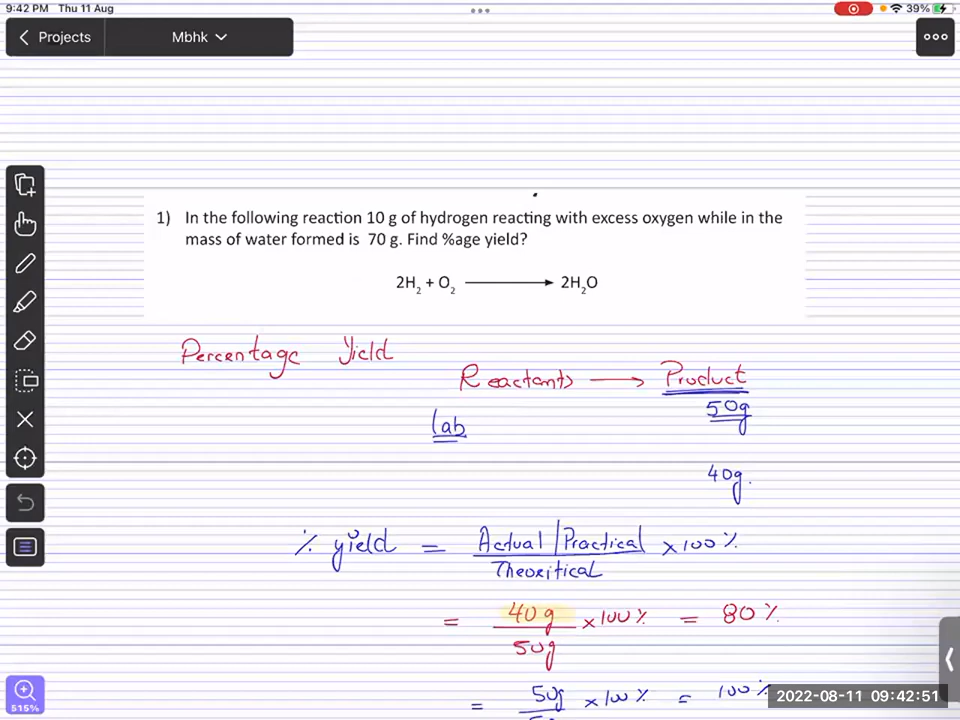 9:42 PM Thu 11 Aug
39%
Projects
Mbhk
1) In the following reaction 10 g of hydrogen reacting with excess oxygen while in the
mass of water formed is 70 g. Find %age yield?
2H₂ + O₂ → 2H₂O
Percentage Yield
Reactants → Product
50g
lab
40g.
% yield = Actual/Practical / Theoritical × 100%
= 40g / 50g × 100% = 80%
= 50g × 100% = 100%
515%
2022-08-11 09:42:51